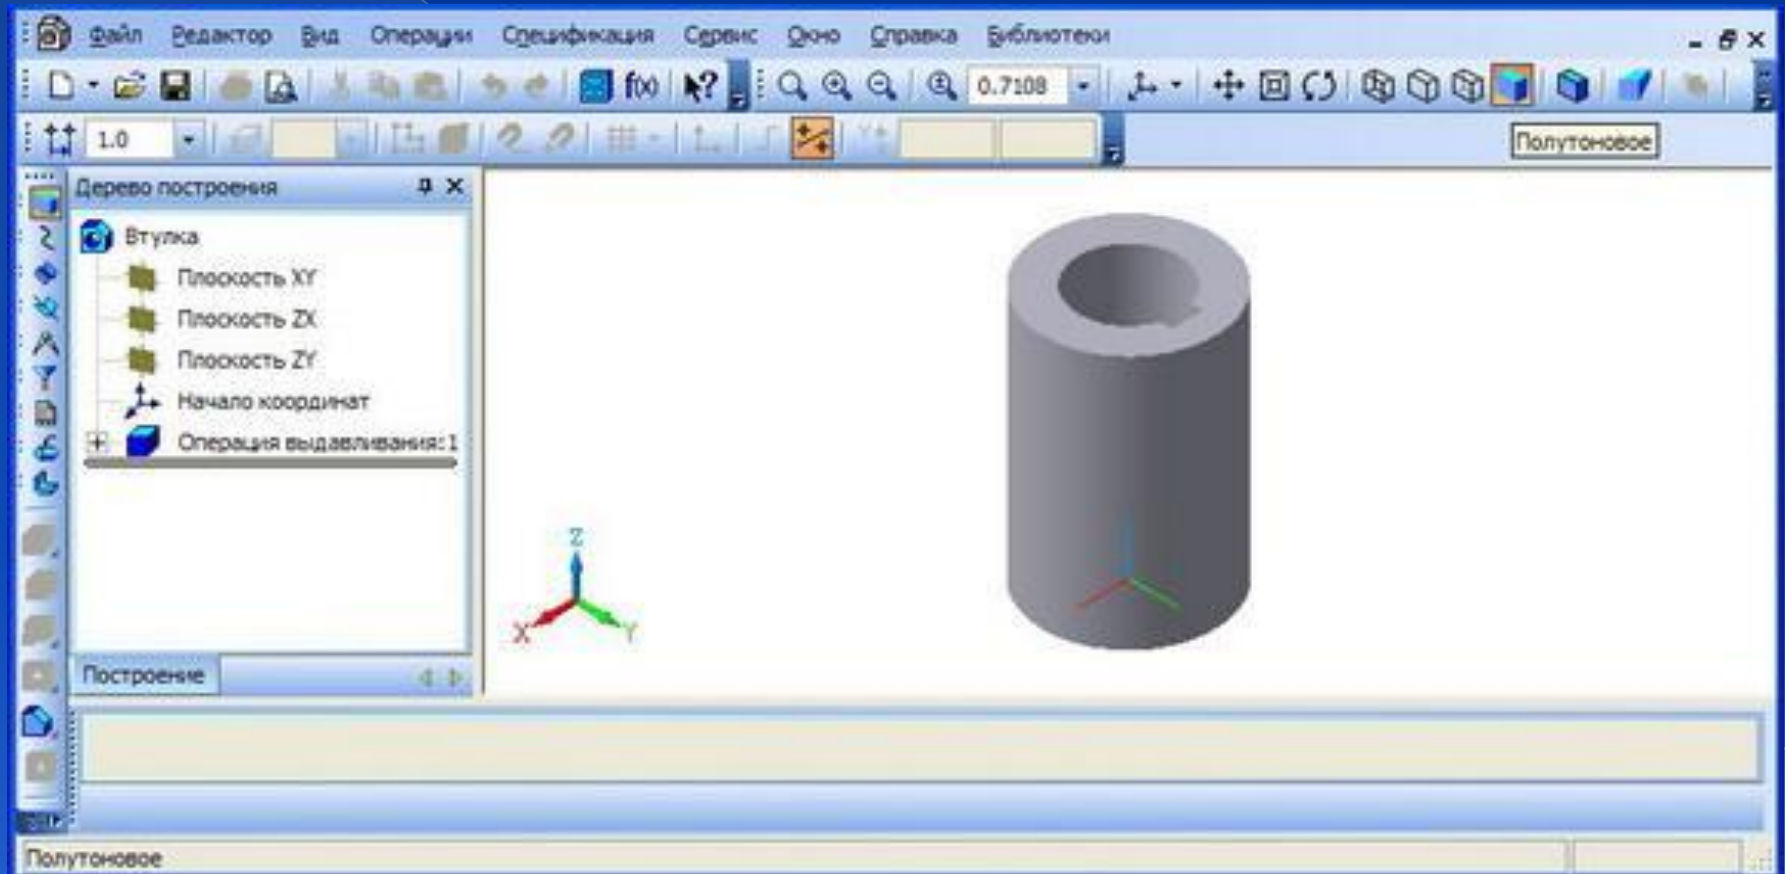 Файл Редактор Вид Операции Спецификация Сервис Окно Справка Библиотеки
f(x) 0.7108
1.0
Полутоновое
Дерево построения
Втулка
Плоскость XY
Плоскость ZX
Плоскость ZY
Начало координат
Операция выдавливания:1
Z
X Y
Построение
Полутоновое